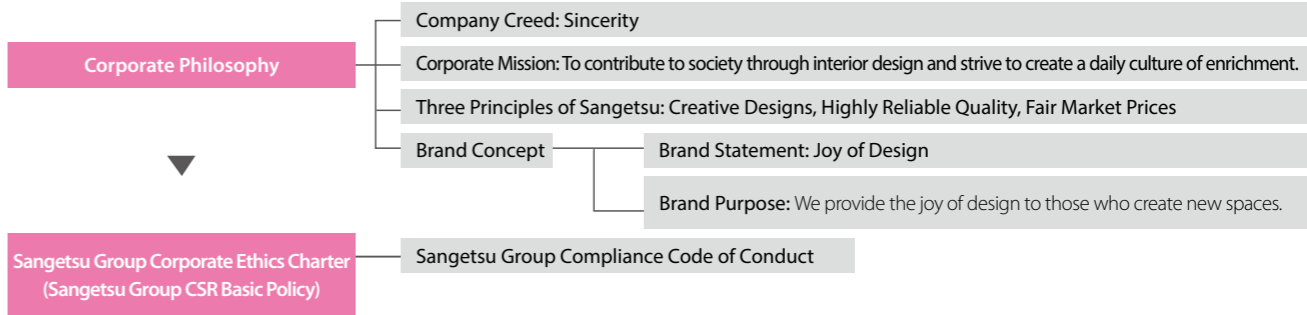 Corporate Philosophy
Company Creed: Sincerity
Corporate Mission: To contribute to society through interior design and strive to create a daily culture of enrichment.
Three Principles of Sangetsu: Creative Designs, Highly Reliable Quality, Fair Market Prices
Brand Concept
Brand Statement: Joy of Design
Brand Purpose: We provide the joy of design to those who create new spaces.
Sangetsu Group Corporate Ethics Charter
(Sangetsu Group CSR Basic Policy)
Sangetsu Group Compliance Code of Conduct